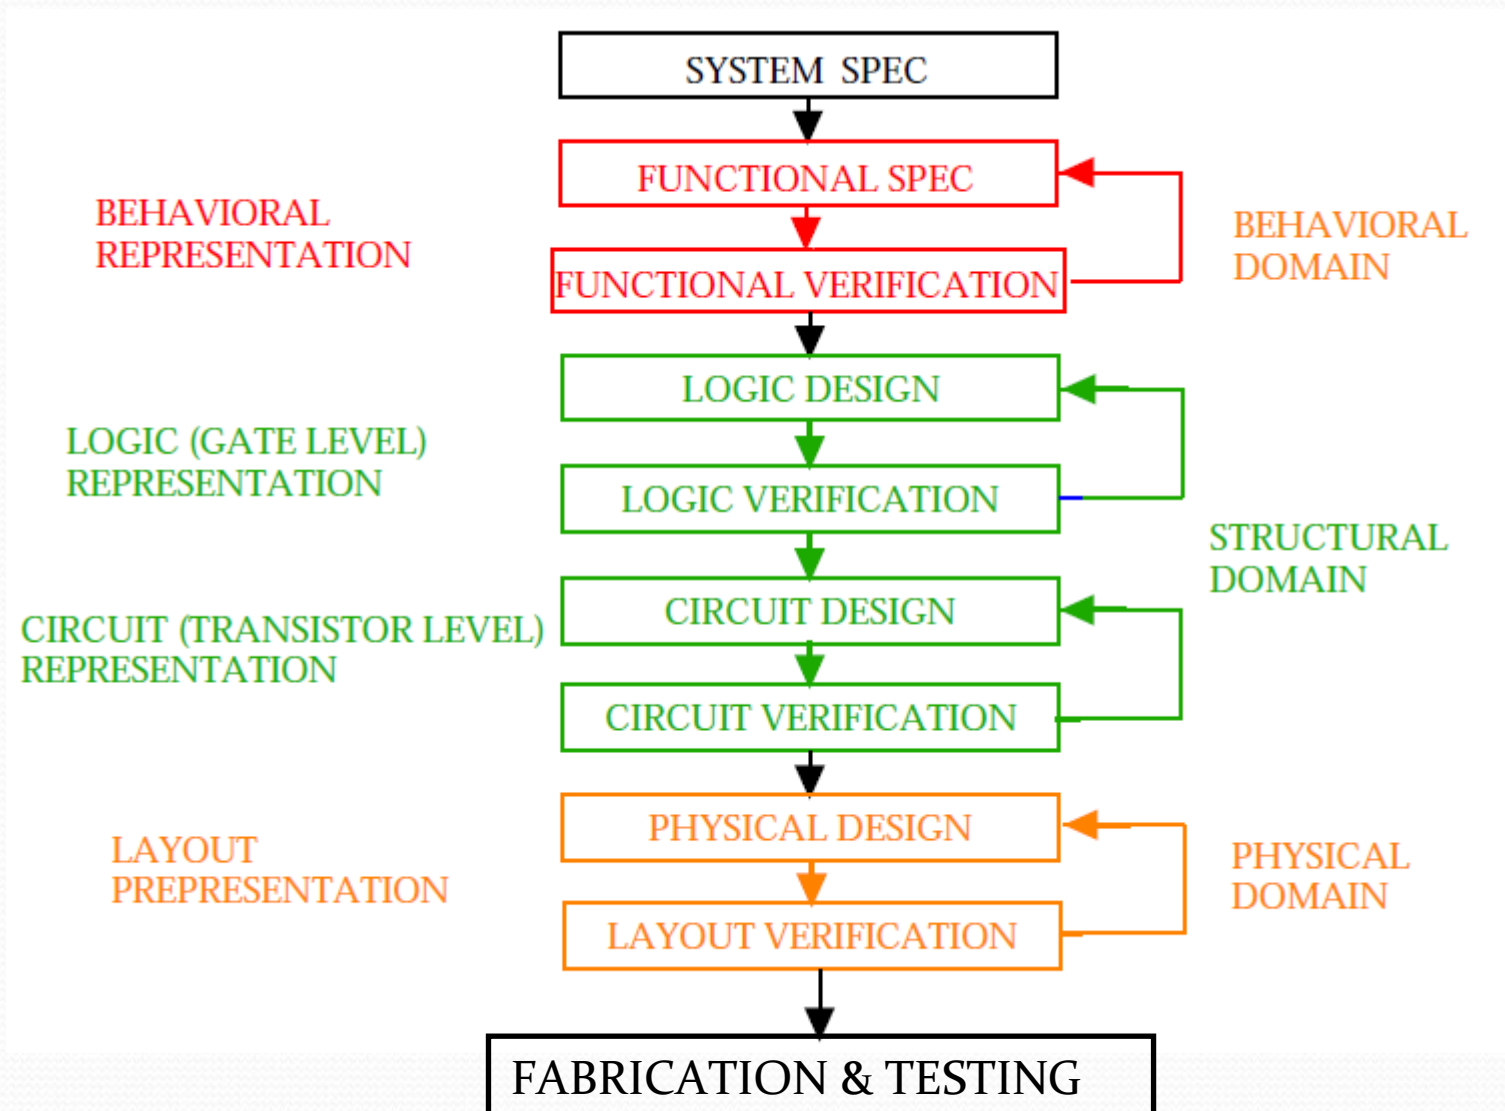 SYSTEM SPEC
FUNCTIONAL SPEC
BEHAVIORAL
REPRESENTATION
BEHAVIORAL
DOMAIN
FUNCTIONAL VERIFICATION
LOGIC DESIGN
LOGIC (GATE LEVEL)
REPRESENTATION
LOGIC VERIFICATION
STRUCTURAL
DOMAIN
CIRCUIT DESIGN
CIRCUIT (TRANSISTOR LEVEL)
REPRESENTATION
CIRCUIT VERIFICATION
PHYSICAL DESIGN
LAYOUT
PREPRESENTATION
PHYSICAL
DOMAIN
LAYOUT VERIFICATION
FABRICATION & TESTING